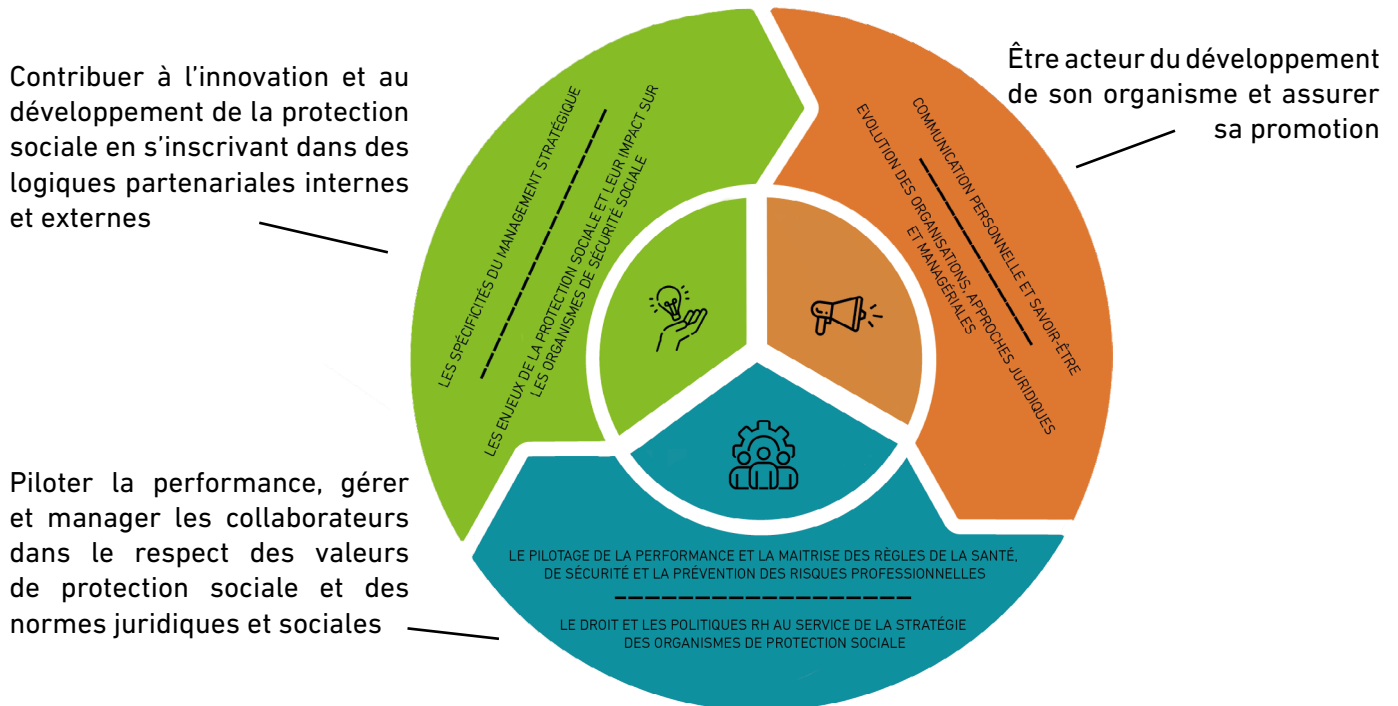 Contribuer à l’innovation et au
développement de la protection
sociale en s’inscrivant dans des
logiques partenariales internes
et externes
LES SPÉCIFICITÉS DU MANAGEMENT STRATÉGIQUE
LES ENJEUX DE LA PROTECTION SOCIALE ET LEUR IMPACT SUR
LES ORGANISMES DE SÉCURITÉ SOCIALE
Être acteur du développement
de son organisme et assurer
sa promotion
COMMUNICATION PERSONNELLE ET SAVOIR-ÊTRE
EVOLUTION DES ORGANISATIONS, APPROCHES JURIDIQUES
ET MANAGÉRIALES
Piloter la performance, gérer
et manager les collaborateurs
dans le respect des valeurs
de protection sociale et des
normes juridiques et sociales
LE PILOTAGE DE LA PERFORMANCE ET LA MAITRISE DES RÈGLES DE LA SANTÉ,
DE SÉCURITÉ ET LA PRÉVENTION DES RISQUES PROFESSIONNELLES
LE DROIT ET LES POLITIQUES RH AU SERVICE DE LA STRATÉGIE
DES ORGANISMES DE PROTECTION SOCIALE